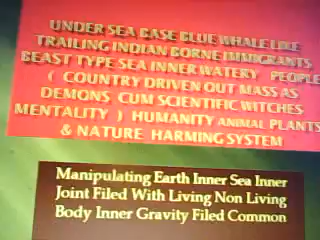 UNDER SEA BASE BLUE WHALE LIKE
TRAILING INDIAN BORNE IMMIGRANTS
BEAST TYPE SEA INNER WATERY PEOPLE
( COUNTRY DRIVEN OUT MASS AS
DEMONS CUM SCIENTIFIC WITCHES
MENTALITY ) HUMANITY ANIMAL PLANTS
& NATURE HARMING SYSTEM
Manipulating Earth Inner Sea Inner
Joint Filed With Living Non Living
Body Inner Gravity Filed Common